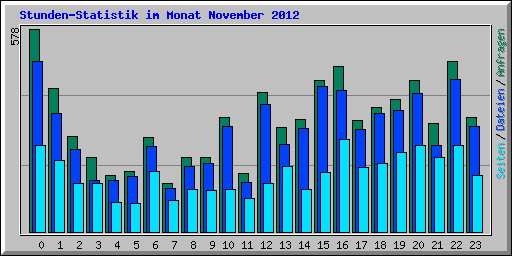 Stunden-Statistik im Monat November 2012
578
Seiten/Dateien/Anfragen
0 1 2 3 4 5 6 7 8 9 10 11 12 13 14 15 16 17 18 19 20 21 22 23